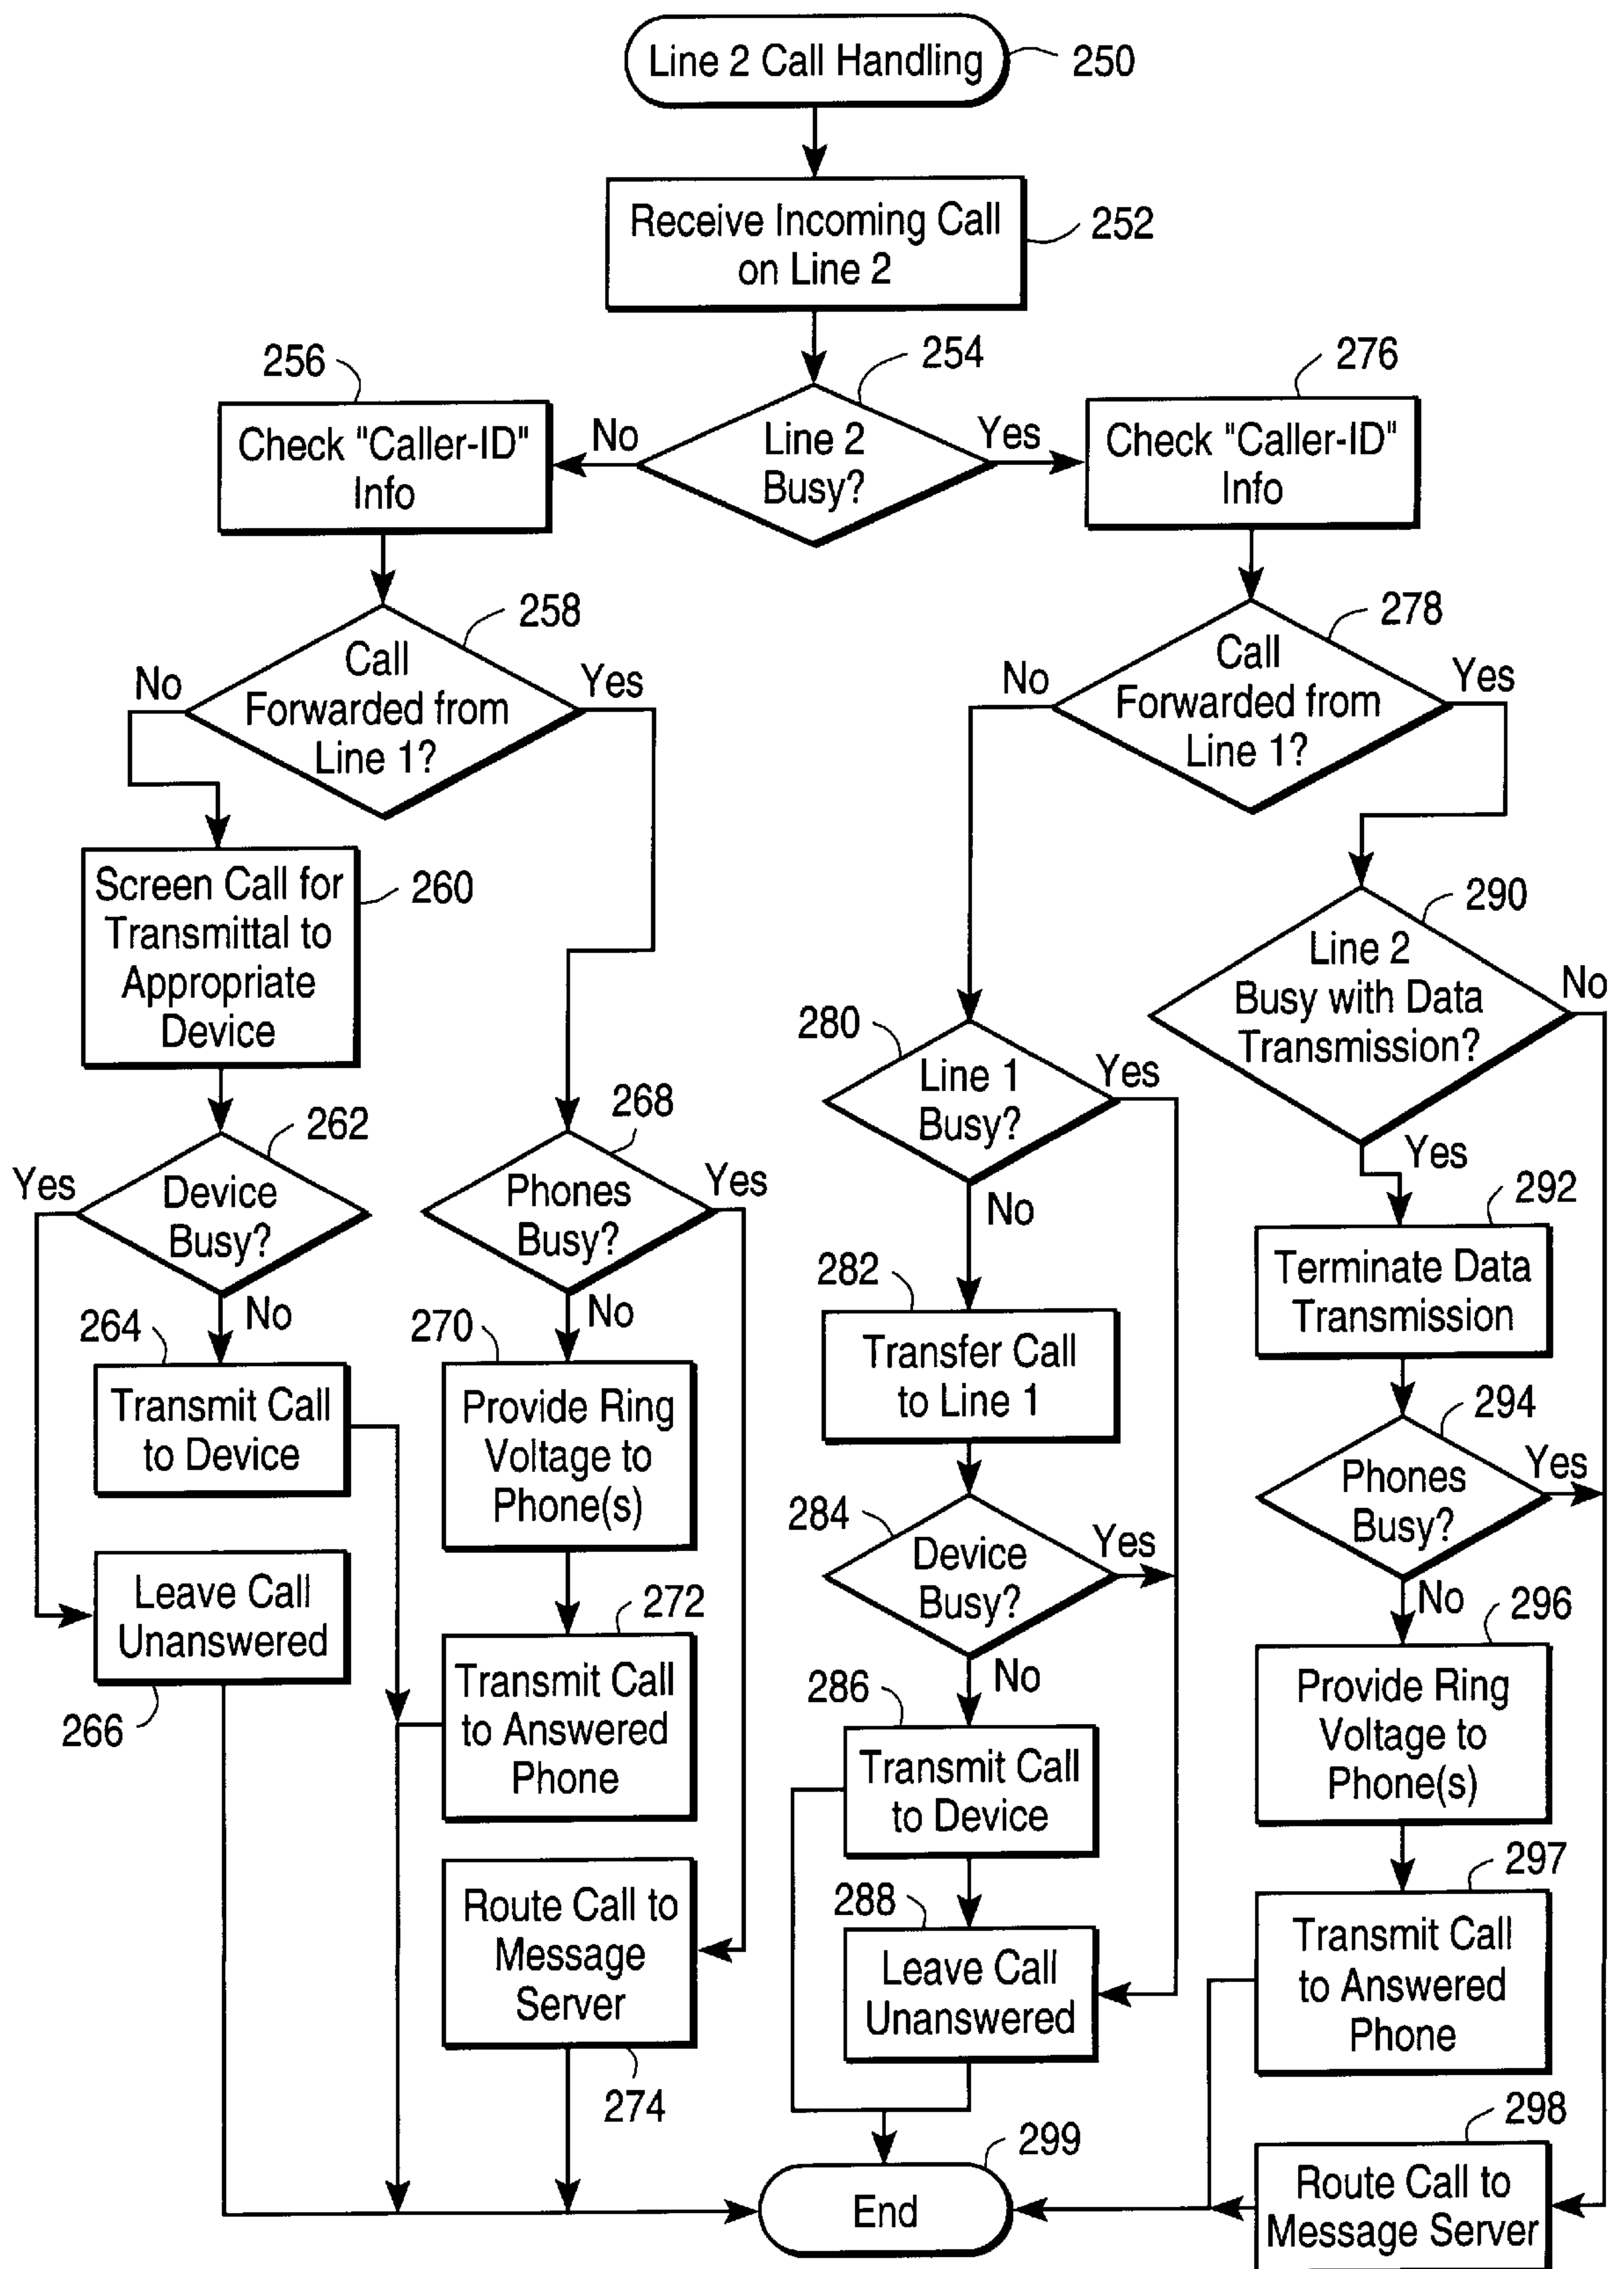 Line 2 Call Handling
250
Receive Incoming Call
on Line 2
252
254
Line 2
Busy?
No
Yes
256
Check "Caller-ID"
Info
276
Check "Caller-ID"
Info
258
Call
Forwarded from
Line 1?
No
Yes
278
Call
Forwarded from
Line 1?
No
Yes
Screen Call for
Transmittal to
Appropriate
Device
260
262
Device
Busy?
Yes
No
264
Transmit Call
to Device
Leave Call
Unanswered
266
268
Phones
Busy?
Yes
No
270
Provide Ring
Voltage to
Phone(s)
272
Transmit Call
to Answered
Phone
Route Call to
Message
Server
274
280
Line 1
Busy?
Yes
No
282
Transfer Call
to Line 1
284
Device
Busy?
Yes
No
286
Transmit Call
to Device
288
Leave Call
Unanswered
290
Line 2
Busy with Data
Transmission?
No
Yes
292
Terminate Data
Transmission
294
Phones
Busy?
Yes
No
296
Provide Ring
Voltage to
Phone(s)
297
Transmit Call
to Answered
Phone
298
Route Call to
Message Server
299
End